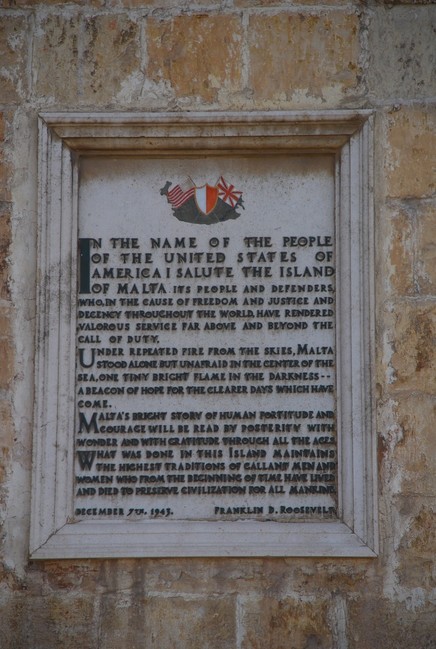 IN THE NAME OF THE PEOPLE
OF THE UNITED STATES OF
AMERICA I SALUTE THE ISLAND
OF MALTA ITS PEOPLE AND DEFENDERS,
WHO, IN THE CAUSE OF FREEDOM AND JUSTICE AND
DECENCY THROUGHOUT THE WORLD, HAVE RENDERED
VALOROUS SERVICE FAR ABOVE AND BEYOND THE
CALL OF DUTY.
UNDER REPEATED FIRE FROM THE SKIES, MALTA
STOOD ALONE BUT UNAFRAID IN THE CENTER OF THE
SEA, ONE TINY BRIGHT FLAME IN THE DARKNESS--
A BEACON OF HOPE FOR THE CLEARER DAYS WHICH HAVE
COME.
MALTA'S BRIGHT STORY OF HUMAN FORTITUDE AND
COURAGE WILL BE READ BY POSTERITY WITH
WONDER AND WITH GRATITUDE THROUGH ALL THE AGES.
WHAT WAS DONE IN THIS ISLAND MAINTAINS
THE HIGHEST TRADITIONS OF GALLANT MEN AND
WOMEN WHO FROM THE BEGINNING OF TIME HAVE LIVED
AND DIED TO PRESERVE CIVILIZATION FOR ALL MANKIND.
DECEMBER 7TH. 1943. FRANKLIN D. ROOSEVELT